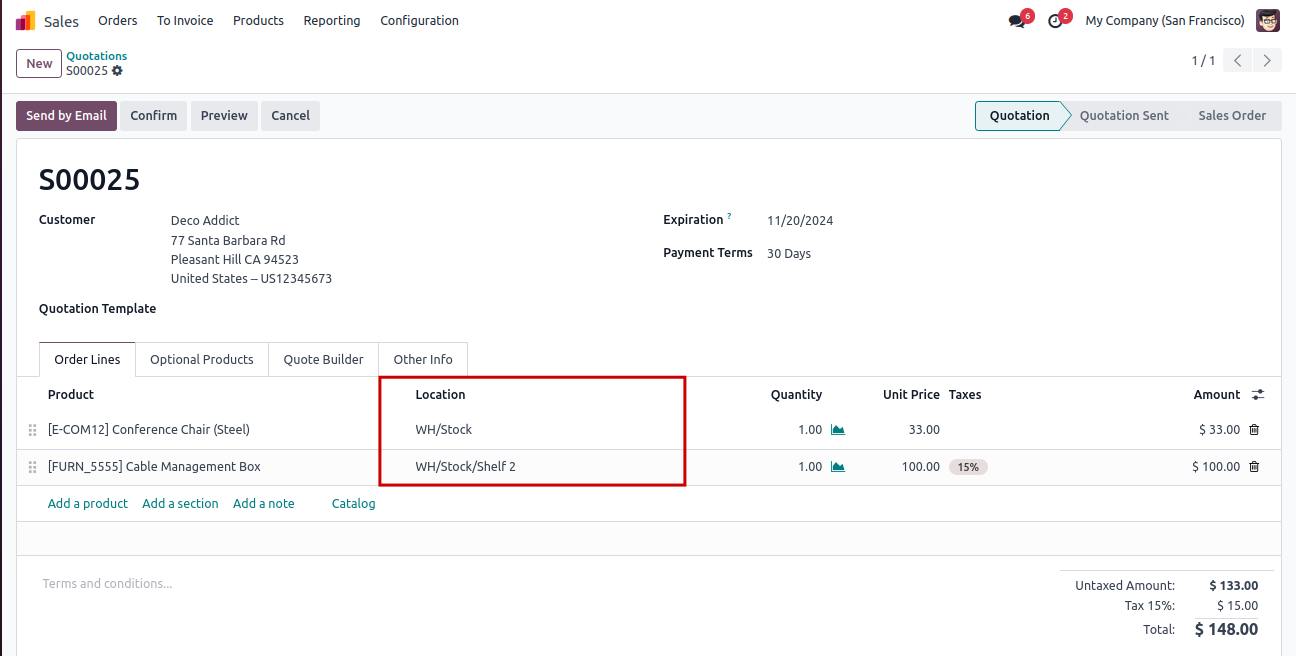 Sales Orders To Invoice Products Reporting Configuration 6 2 My Company (San Francisco)
New Quotations 1 / 1
S00025
Send by Email Confirm Preview Cancel Quotation Quotation Sent Sales Order
S00025
Customer Deco Addict Expiration ? 11/20/2024
77 Santa Barbara Rd
Pleasant Hill CA 94523 Payment Terms 30 Days
United States – US12345673
Quotation Template
Order Lines Optional Products Quote Builder Other Info
Product Location Quantity Unit Price Taxes Amount
[E-COM12] Conference Chair (Steel) WH/Stock 1.00 33.00 $ 33.00
[FURN_5555] Cable Management Box WH/Stock/Shelf 2 1.00 100.00 15% $ 100.00
Add a product Add a section Add a note Catalog
Terms and conditions... Untaxed Amount: $ 133.00
Tax 15%: $ 15.00
Total: $ 148.00